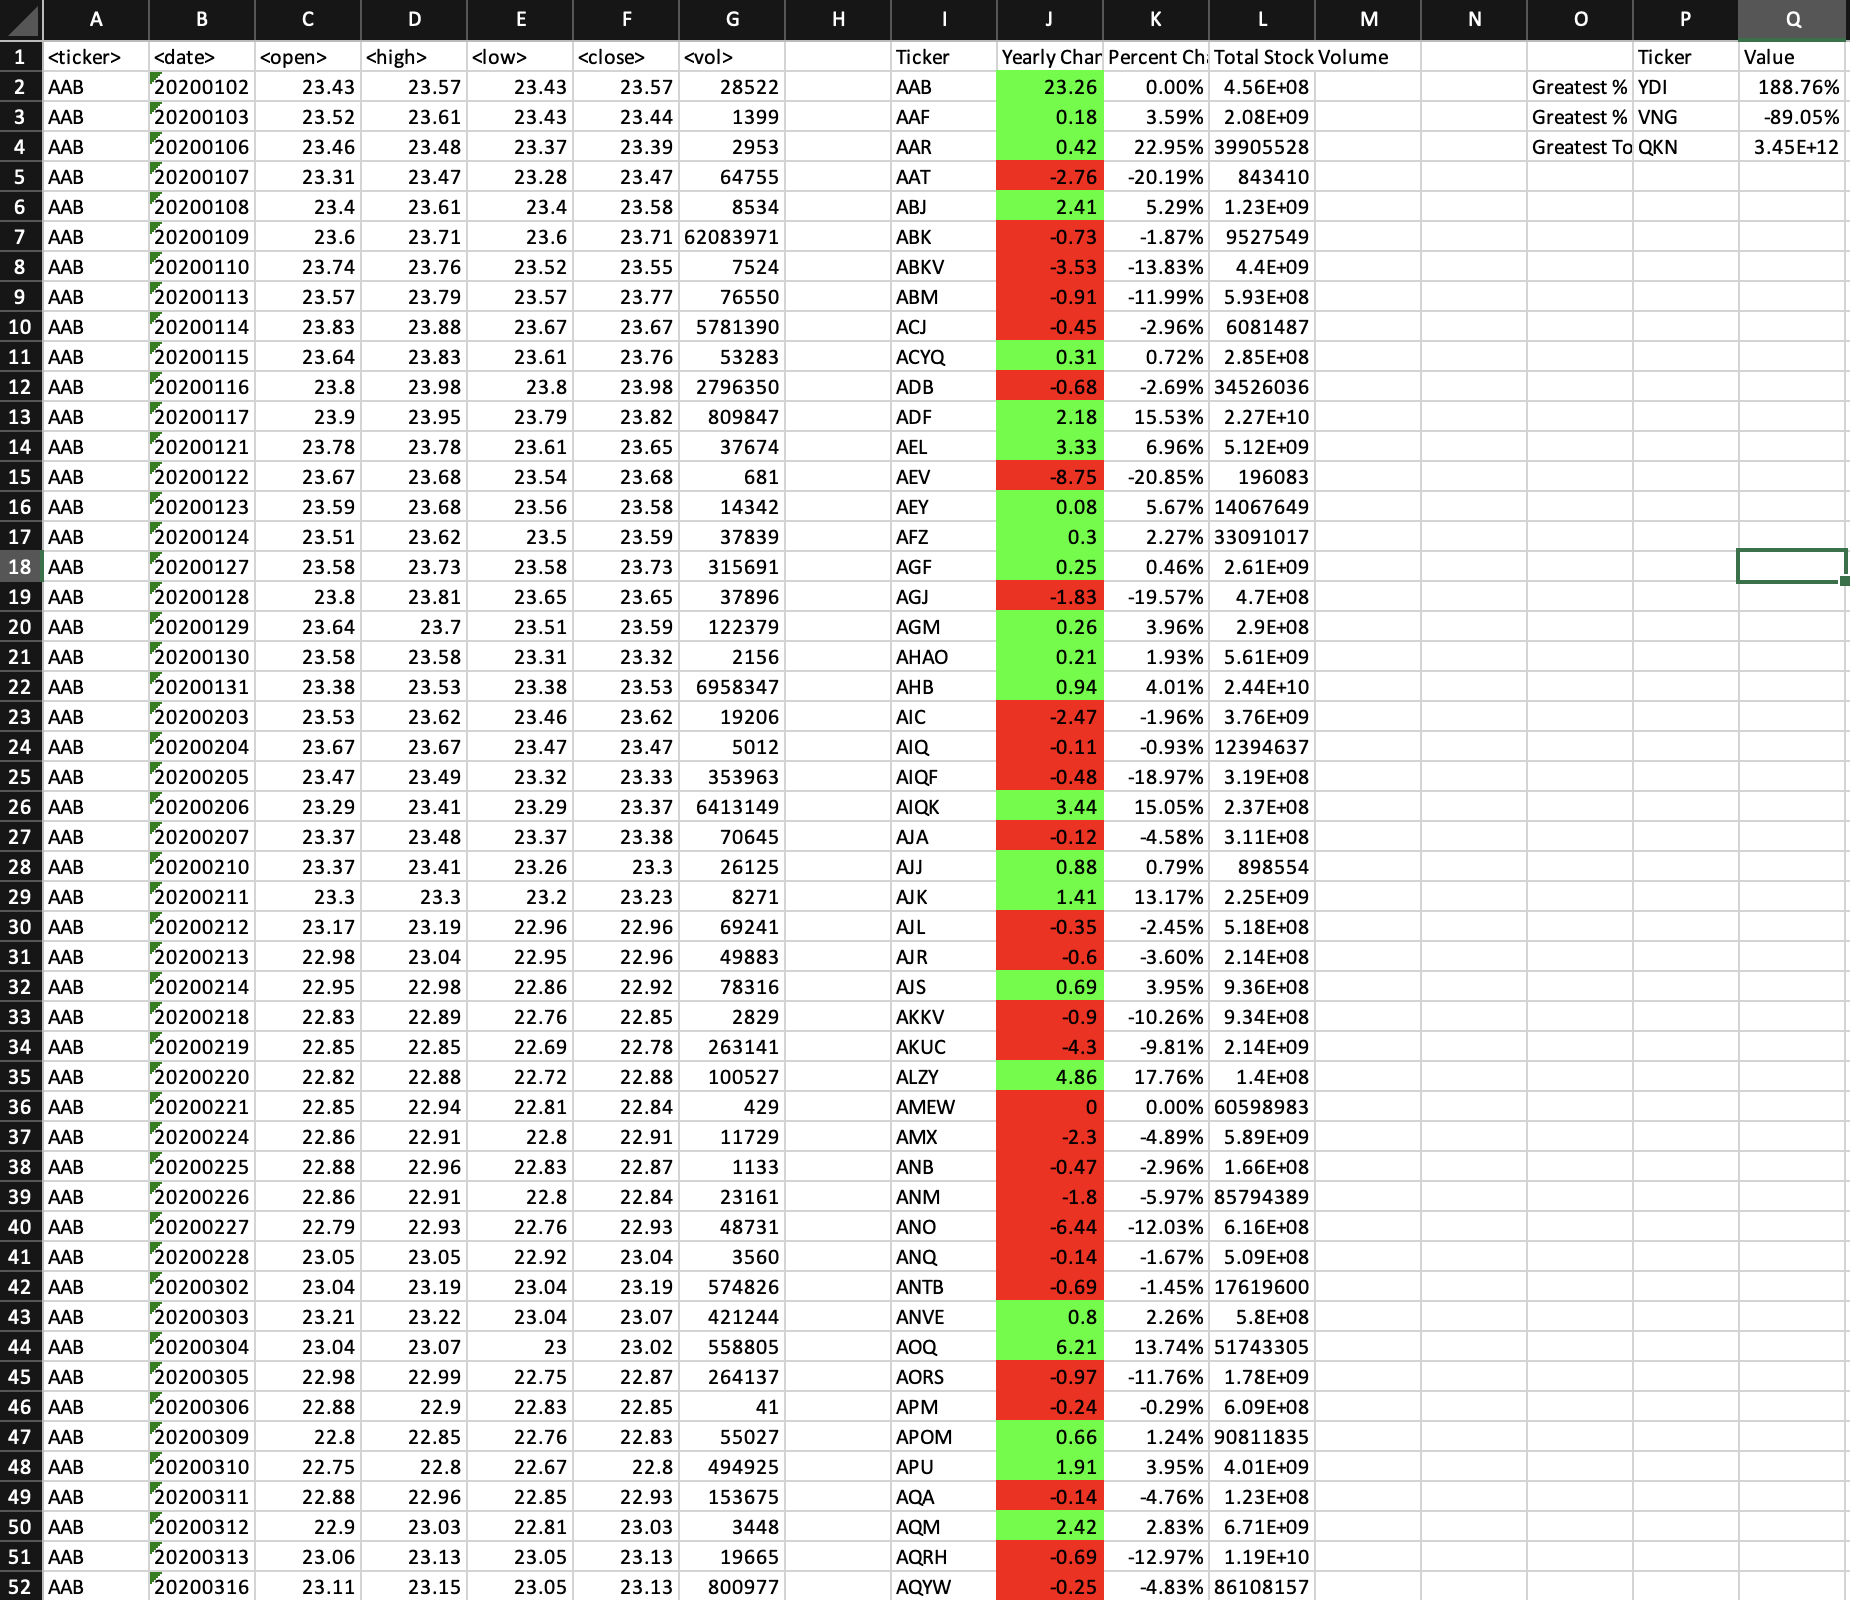 A B C D E F G H I J K L M N O P Q
1 <ticker> <date> <open> <high> <low> <close> <vol> Ticker Yearly Char Percent Ch Total Stock Volume Ticker Value
2 AAB 20200102 23.43 23.57 23.43 23.57 28522 AAB 23.26 0.00% 4.56E+08 Greatest % YDI 188.76%
3 AAB 20200103 23.52 23.61 23.43 23.44 1399 AAF 0.18 3.59% 2.08E+09 Greatest % VNG -89.05%
4 AAB 20200106 23.46 23.48 23.37 23.39 2953 AAR 0.42 22.95% 39905528 Greatest To QKN 3.45E+12
5 AAB 20200107 23.31 23.47 23.28 23.47 64755 AAT -2.76 -20.19% 843410
6 AAB 20200108 23.4 23.61 23.4 23.58 8534 ABJ 2.41 5.29% 1.23E+09
7 AAB 20200109 23.6 23.71 23.6 23.71 62083971 ABK -0.73 -1.87% 9527549
8 AAB 20200110 23.74 23.76 23.52 23.55 7524 ABKV -3.53 -13.83% 4.4E+09
9 AAB 20200113 23.57 23.79 23.57 23.77 76550 ABM -0.91 -11.99% 5.93E+08
10 AAB 20200114 23.83 23.88 23.67 23.67 5781390 ACJ -0.45 -2.96% 6081487
11 AAB 20200115 23.64 23.83 23.61 23.76 53283 ACYQ 0.31 0.72% 2.85E+08
12 AAB 20200116 23.8 23.98 23.8 23.98 2796350 ADB -0.68 -2.69% 34526036
13 AAB 20200117 23.9 23.95 23.79 23.82 809847 ADF 2.18 15.53% 2.27E+10
14 AAB 20200121 23.78 23.78 23.61 23.65 37674 AEL 3.33 6.96% 5.12E+09
15 AAB 20200122 23.67 23.68 23.54 23.68 681 AEV -8.75 -20.85% 196083
16 AAB 20200123 23.59 23.68 23.56 23.58 14342 AEY 0.08 5.67% 14067649
17 AAB 20200124 23.51 23.62 23.5 23.59 37839 AFZ 0.3 2.27% 33091017
18 AAB 20200127 23.58 23.73 23.58 23.73 315691 AGF 0.25 0.46% 2.61E+09
19 AAB 20200128 23.8 23.81 23.65 23.65 37896 AGJ -1.83 -19.57% 4.7E+08
20 AAB 20200129 23.64 23.7 23.51 23.59 122379 AGM 0.26 3.96% 2.9E+08
21 AAB 20200130 23.58 23.58 23.31 23.32 2156 AHAO 0.21 1.93% 5.61E+09
22 AAB 20200131 23.38 23.53 23.38 23.53 6958347 AHB 0.94 4.01% 2.44E+10
23 AAB 20200203 23.53 23.62 23.46 23.62 19206 AIC -2.47 -1.96% 3.76E+09
24 AAB 20200204 23.67 23.67 23.47 23.47 5012 AIQ -0.11 -0.93% 12394637
25 AAB 20200205 23.47 23.49 23.32 23.33 353963 AIQF -0.48 -18.97% 3.19E+08
26 AAB 20200206 23.29 23.41 23.29 23.37 6413149 AIQK 3.44 15.05% 2.37E+08
27 AAB 20200207 23.37 23.48 23.37 23.38 70645 AJA -0.12 -4.58% 3.11E+08
28 AAB 20200210 23.37 23.41 23.26 23.3 26125 AJJ 0.88 0.79% 898554
29 AAB 20200211 23.3 23.3 23.2 23.23 8271 AJK 1.41 13.17% 2.25E+09
30 AAB 20200212 23.17 23.19 22.96 22.96 69241 AJL -0.35 -2.45% 5.18E+08
31 AAB 20200213 22.98 23.04 22.95 22.96 49883 AJR -0.6 -3.60% 2.14E+08
32 AAB 20200214 22.95 22.98 22.86 22.92 78316 AJS 0.69 3.95% 9.36E+08
33 AAB 20200218 22.83 22.89 22.76 22.85 2829 AKKV -0.9 -10.26% 9.34E+08
34 AAB 20200219 22.85 22.85 22.69 22.78 263141 AKUC -4.3 -9.81% 2.14E+09
35 AAB 20200220 22.82 22.88 22.72 22.88 100527 ALZY 4.86 17.76% 1.4E+08
36 AAB 20200221 22.85 22.94 22.81 22.84 429 AMEW 0 0.00% 60598983
37 AAB 20200224 22.86 22.91 22.8 22.91 11729 AMX -2.3 -4.89% 5.89E+09
38 AAB 20200225 22.88 22.96 22.83 22.87 1133 ANB -0.47 -2.96% 1.66E+08
39 AAB 20200226 22.86 22.91 22.8 22.84 23161 ANM -1.8 -5.97% 85794389
40 AAB 20200227 22.79 22.93 22.76 22.93 48731 ANO -6.44 -12.03% 6.16E+08
41 AAB 20200228 23.05 23.05 22.92 23.04 3560 ANQ -0.14 -1.67% 5.09E+08
42 AAB 20200302 23.04 23.19 23.04 23.19 574826 ANTB -0.69 -1.45% 17619600
43 AAB 20200303 23.21 23.22 23.04 23.07 421244 ANVE 0.8 2.26% 5.8E+08
44 AAB 20200304 23.04 23.07 23 23.02 558805 AOQ 6.21 13.74% 51743305
45 AAB 20200305 22.98 22.99 22.75 22.87 264137 AORS -0.97 -11.76% 1.78E+09
46 AAB 20200306 22.88 22.9 22.83 22.85 41 APM -0.24 -0.29% 6.09E+08
47 AAB 20200309 22.8 22.85 22.76 22.83 55027 APOM 0.66 1.24% 90811835
48 AAB 20200310 22.75 22.8 22.67 22.8 494925 APU 1.91 3.95% 4.01E+09
49 AAB 20200311 22.88 22.96 22.85 22.93 153675 AQA -0.14 -4.76% 1.23E+08
50 AAB 20200312 22.9 23.03 22.81 23.03 3448 AQM 2.42 2.83% 6.71E+09
51 AAB 20200313 23.06 23.13 23.05 23.13 19665 AQRH -0.69 -12.97% 1.19E+10
52 AAB 20200316 23.11 23.15 23.05 23.13 800977 AQYW -0.25 -4.83% 86108157